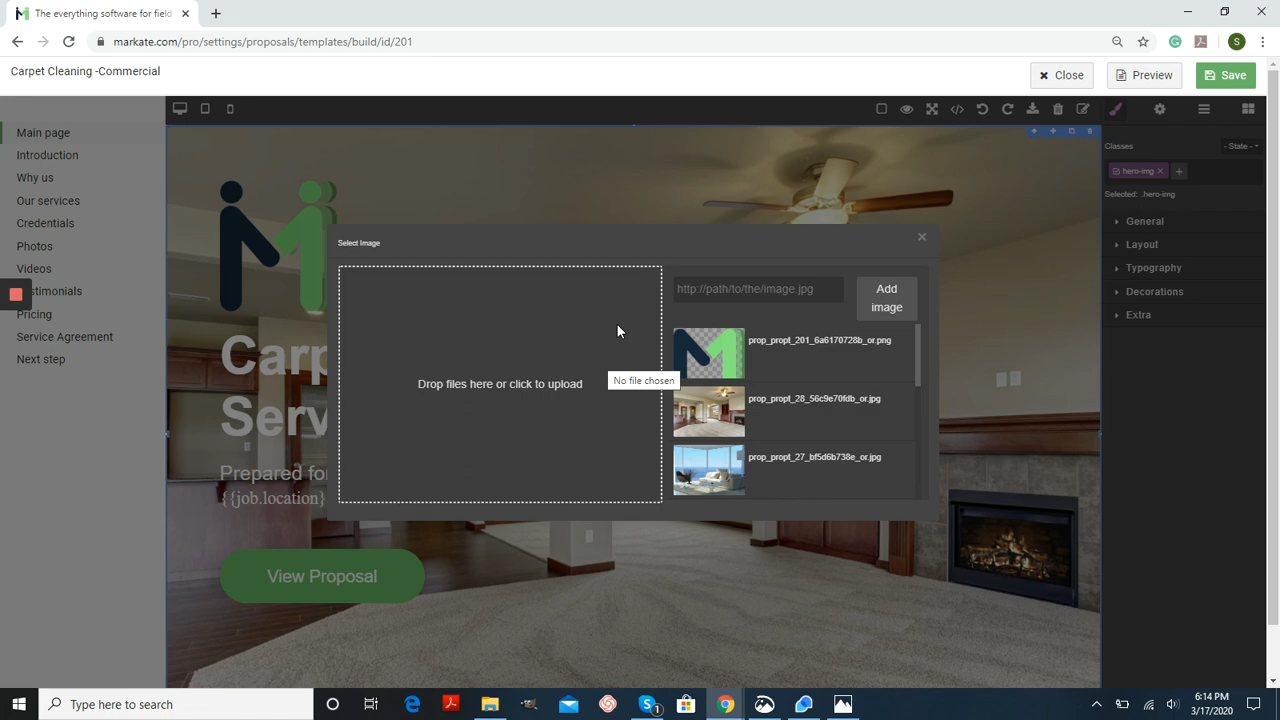 The everything software for field
markate.com/pro/settings/proposals/templates/build/id/201
S
Carpet Cleaning -Commercial
Close
Preview
Save
Main page
Introduction
Why us
Our services
Credentials
Photos
Videos
stimonials
Pricing
Service Agreement
Next step
Classes
- State -
hero-img
Selected: .hero-img
General
Layout
Typography
Decorations
Extra
Select Image
Drop files here or click to upload
No file chosen
http://path/to/the/image.jpg
Add
image
prop_propt_201_6a6170728b_or.png
prop_propt_28_56c9e70fdb_or.jpg
prop_propt_27_bf5d6b738e_or.jpg
Carp
Serv
Prepared for
{{job.location}
View Proposal
Type here to search
1
6:14 PM
3/17/2020